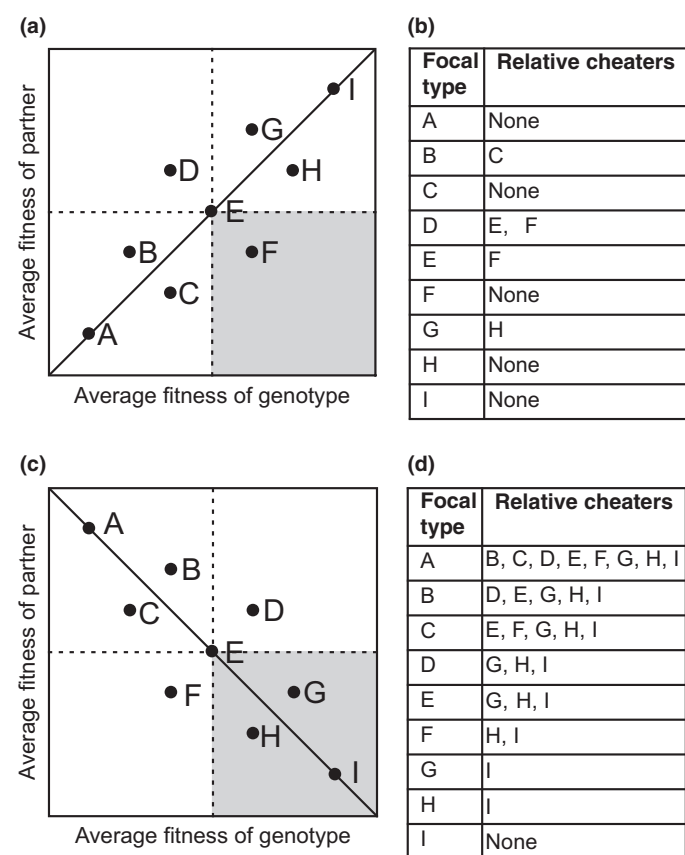 (a)
Average fitness of partner
A
B
C
D
E
F
G
H
I
Average fitness of genotype
(b)
Focal type Relative cheaters
A None
B C
C None
D E, F
E F
F None
G H
H None
I None
(c)
Average fitness of partner
A
B
C
D
E
F
G
H
I
Average fitness of genotype
(d)
Focal type Relative cheaters
A B, C, D, E, F, G, H, I
B D, E, G, H, I
C E, F, G, H, I
D G, H, I
E G, H, I
F H, I
G I
H I
I None